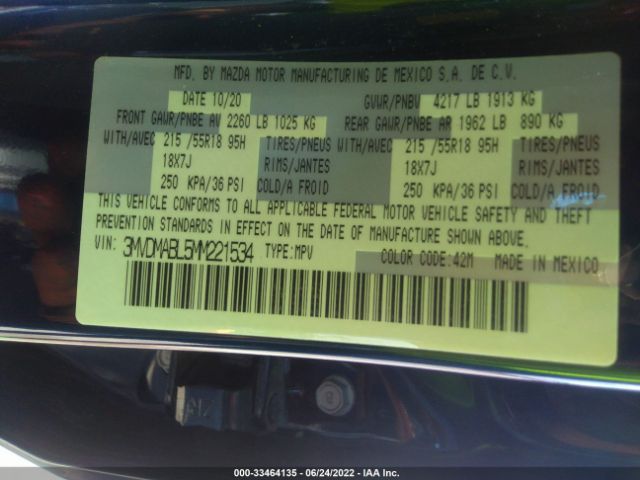 MFD. BY MAZDA MOTOR MANUFACTURING DE MEXICO S.A. DE C.V.
DATE 10/20 GVWR/PNBV 4217 LB 1913 KG
FRONT GAWR/PNBE AV 2260 LB 1025 KG REAR GAWR/PNBE AR 1962 LB 890 KG
WITH/AVEC 215 /55R18 95H TIRES/PNEUS WITH/AVEC 215 /55R18 95H TIRES/PNEUS
18X7J RIMS/JANTES 18X7J RIMS/JANTES
250 KPA/36 PSI COLD/A FROID 250 KPA/36 PSI COLD/A FROID
THIS VEHICLE CONFORMS TO ALL APPLICABLE FEDERAL MOTOR VEHICLE SAFETY AND THEFT
PREVENTION STANDARDS IN EFFECT ON THE DATE OF MANUFACTURE SHOWN ABOVE.
VIN: 3MVDMABL5MM221534 TYPE:MPV COLOR CODE:42M MADE IN MEXICO
000-33464135 - 06/24/2022 - IAA Inc.